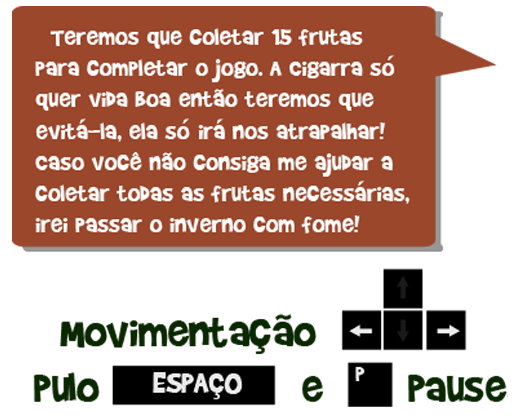 Teremos que coletar 15 frutas
para completar o jogo. A cigarra só
quer vida boa então teremos que
evitá-la, ela só irá nos atrapalhar!
caso você não consiga me ajudar a
coletar todas as frutas necessárias,
irei passar o inverno com fome!
Movimentação ↑
← ↓ →
Pulo ESPAÇO e P Pause